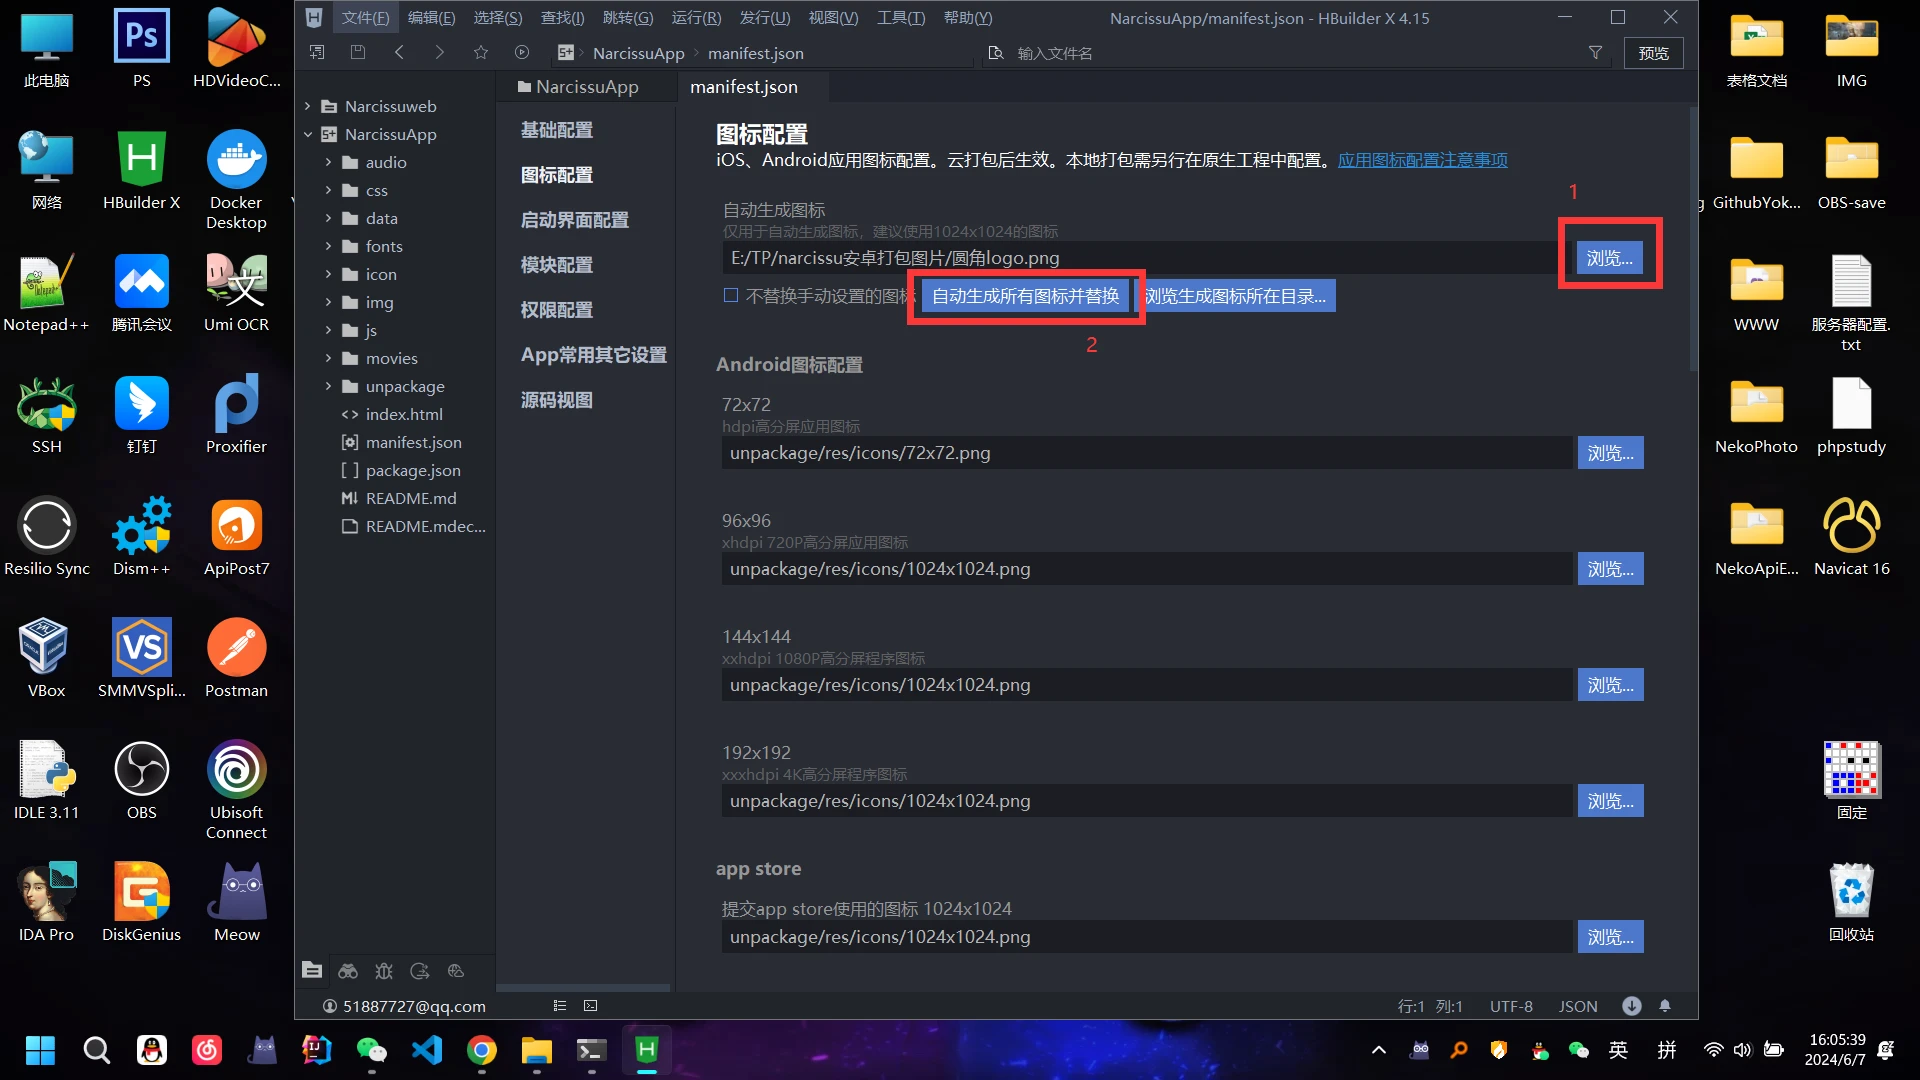 此电脑
PS
HDVideoC...
网络
HBuilder X
Docker
Desktop
Notepad++
腾讯会议
Umi OCR
SSH
钉钉
Proxifier
Resilio Sync
Dism++
ApiPost7
VBox
SMMVSpli...
Postman
IDLE 3.11
OBS
Ubisoft
Connect
IDA Pro
DiskGenius
Meow
文件(F) 编辑(E) 选择(S) 查找(I) 跳转(G) 运行(R) 发行(U) 视图(V) 工具(T) 帮助(Y)
NarcissuApp/manifest.json - HBuilder X 4.15
NarcissuApp
manifest.json
输入文件名
预览
NarcissuApp
manifest.json
Narcissuweb
NarcissuApp
audio
css
data
fonts
icon
img
js
movies
unpackage
index.html
manifest.json
package.json
README.md
README.mdec...
基础配置
图标配置
启动界面配置
模块配置
权限配置
App常用其它设置
源码视图
图标配置
iOS、Android应用图标配置。云打包后生效。本地打包需另行在原生工程中配置。应用图标配置注意事项
1
自动生成图标
仅用于自动生成图标，建议使用1024x1024的图标
E:/TP/narcissu安卓打包图片/圆角logo.png
浏览...
不替换手动设置的图标
自动生成所有图标并替换
浏览生成图标所在目录...
2
Android图标配置
72x72
hdpi高分屏应用图标
unpackage/res/icons/72x72.png
浏览...
96x96
xhdpi 720P高分屏应用图标
unpackage/res/icons/1024x1024.png
浏览...
144x144
xxhdpi 1080P高分屏程序图标
unpackage/res/icons/1024x1024.png
浏览...
192x192
xxxhdpi 4K高分屏程序图标
unpackage/res/icons/1024x1024.png
浏览...
app store
提交app store使用的图标 1024x1024
unpackage/res/icons/1024x1024.png
浏览...
51887727@qq.com
行:1 列:1
UTF-8
JSON
表格文档
IMG
GithubYok...
OBS-save
WWW
服务器配置.
txt
NekoPhoto
phpstudy
NekoApiE...
Navicat 16
固定
回收站
英
拼
16:05:39
2024/6/7